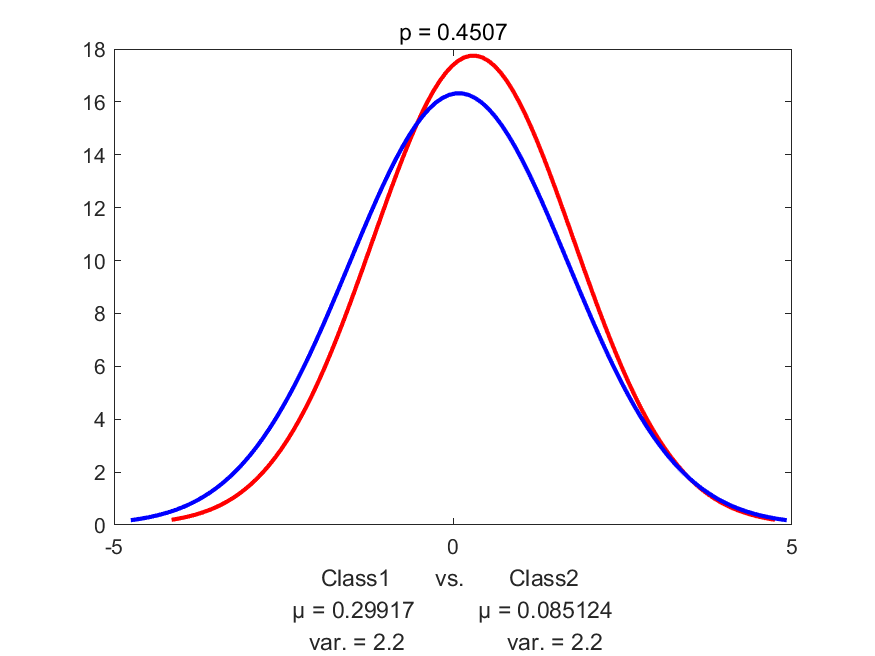 p = 0.4507
18
16
14
12
10
8
6
4
2
0
-5 0 5
Class1 vs. Class2
μ = 0.29917 μ = 0.085124
var. = 2.2 var. = 2.2